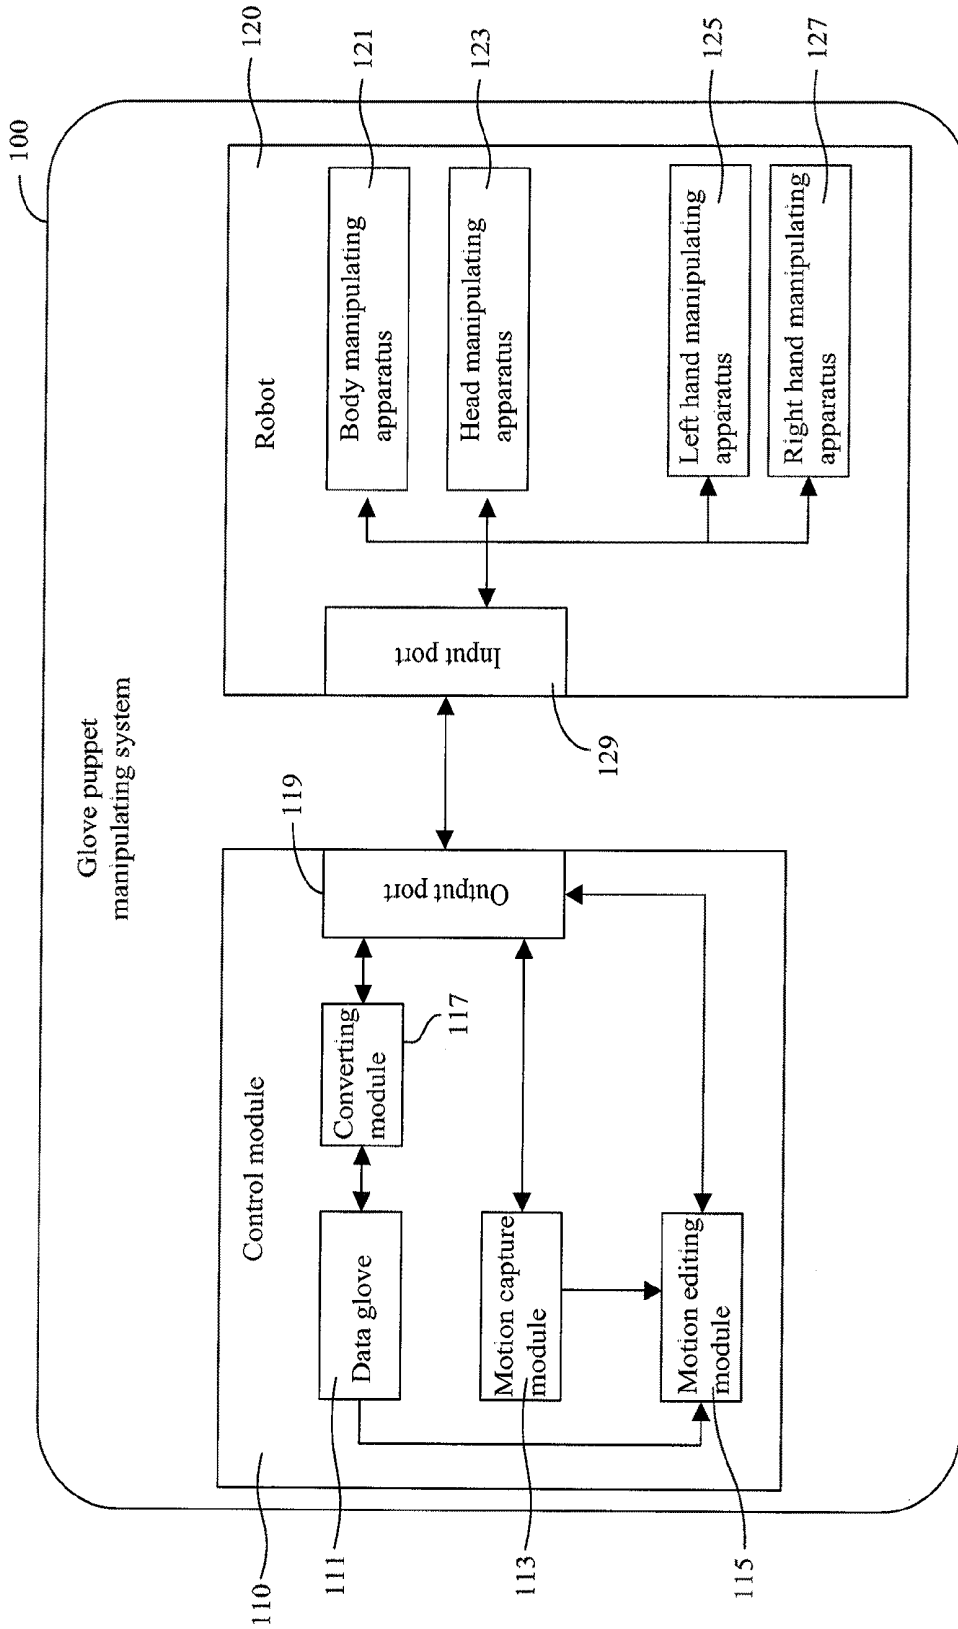 100
Glove puppet
manipulating system
110
Control module
111
Data glove
Converting
module
117
Output port
119
113
Motion capture
module
115
Motion editing
module
120
Robot
Input port
129
Body manipulating
apparatus
121
Head manipulating
apparatus
123
Left hand manipulating
apparatus
125
Right hand manipulating
apparatus
127